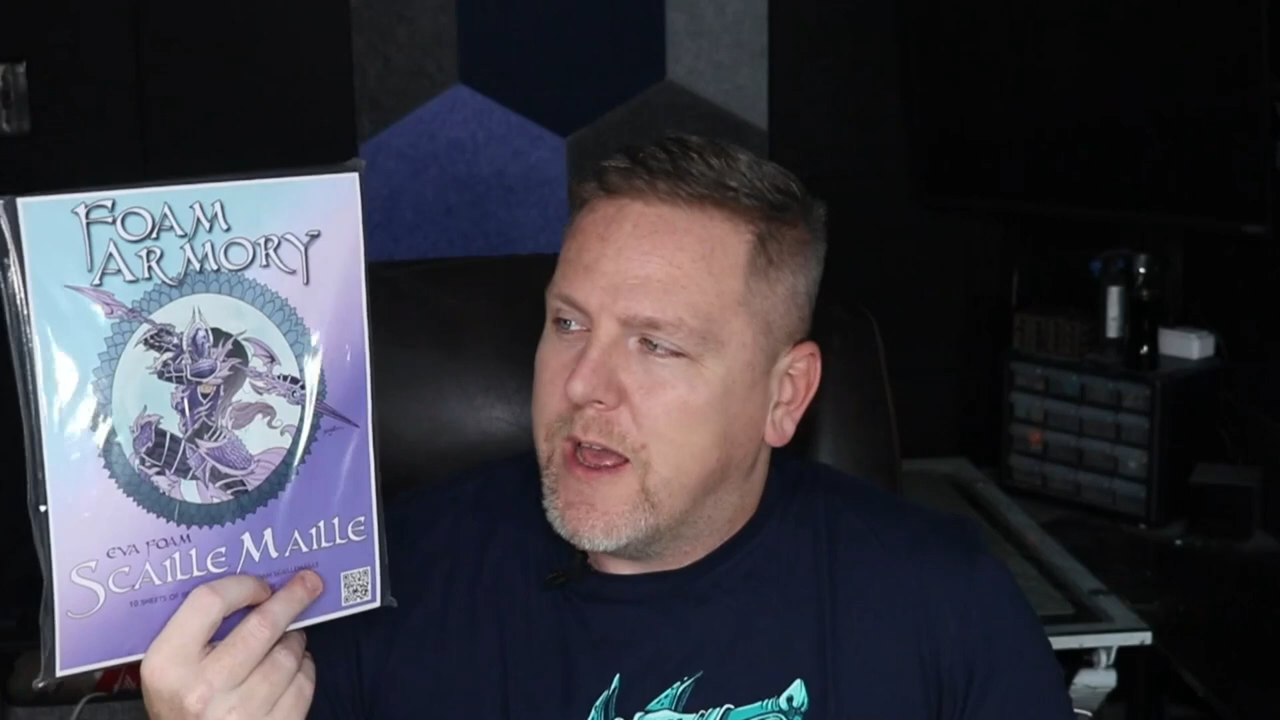 FOAM
ARMORY
EVA FOAM
SCAILLE MAILLE
10 SHEETS OF